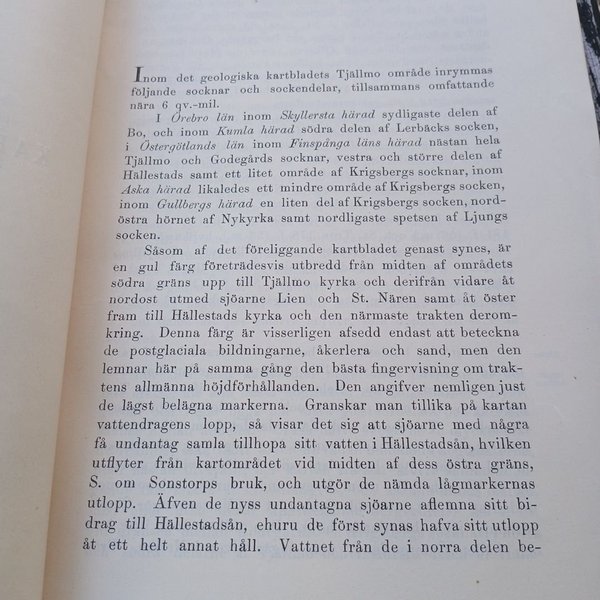 Inom det geologiska kartbladets Tjällmo område inrymmas
följande socknar och sockendelar, tillsammans omfattande
nära 6 qv.-mil.
I Örebro län inom Skyllersta härad sydligaste delen af
Bo, och inom Kumla härad södra delen af Lerbäcks socken,
i Östergötlands län inom Finspånga läns härad nästan hela
Tjällmo och Godegårds socknar, vestra och större delen af
Hällestads samt ett litet område af Krigsbergs socknar, inom
Aska härad likaledes ett mindre område af Krigsbergs socken,
inom Gullbergs härad en liten del af Krigsbergs socken, nord-
östra hörnet af Nykyrka samt nordligaste spetsen af Ljungs
socken.
Såsom af det föreliggande kartbladet genast synes, är
en gul färg företrädesvis utbredd från midten af områdets
södra gräns upp till Tjällmo kyrka och derifrån vidare åt
nordost utmed sjöarne Lien och St. Nären samt åt öster
fram till Hällestads kyrka och den närmaste trakten derom-
kring. Denna färg är visserligen afsedd endast att beteckna
de postglaciala bildningarne, åkerlera och sand, men den
lemnar här på samma gång den bästa fingervisning om trak-
tens allmänna höjdförhållanden. Den angifver nemligen just
de lägst belägna markerna. Granskar man tillika på kartan
vattendragens lopp, så visar det sig att sjöarne med några
få undantag samla tillhopa sitt vatten i Hällestadsån, hvilken
utflyter från kartområdet vid midten af dess östra gräns,
S. om Sonstorps bruk, och utgör de nämda lågmarkernas
utlopp. Äfven de nyss undantagna sjöarne aflemna sitt bi-
drag till Hällestadsån, ehuru de först synas hafva sitt utlopp
åt ett helt annat håll. Vattnet från de i norra delen be-